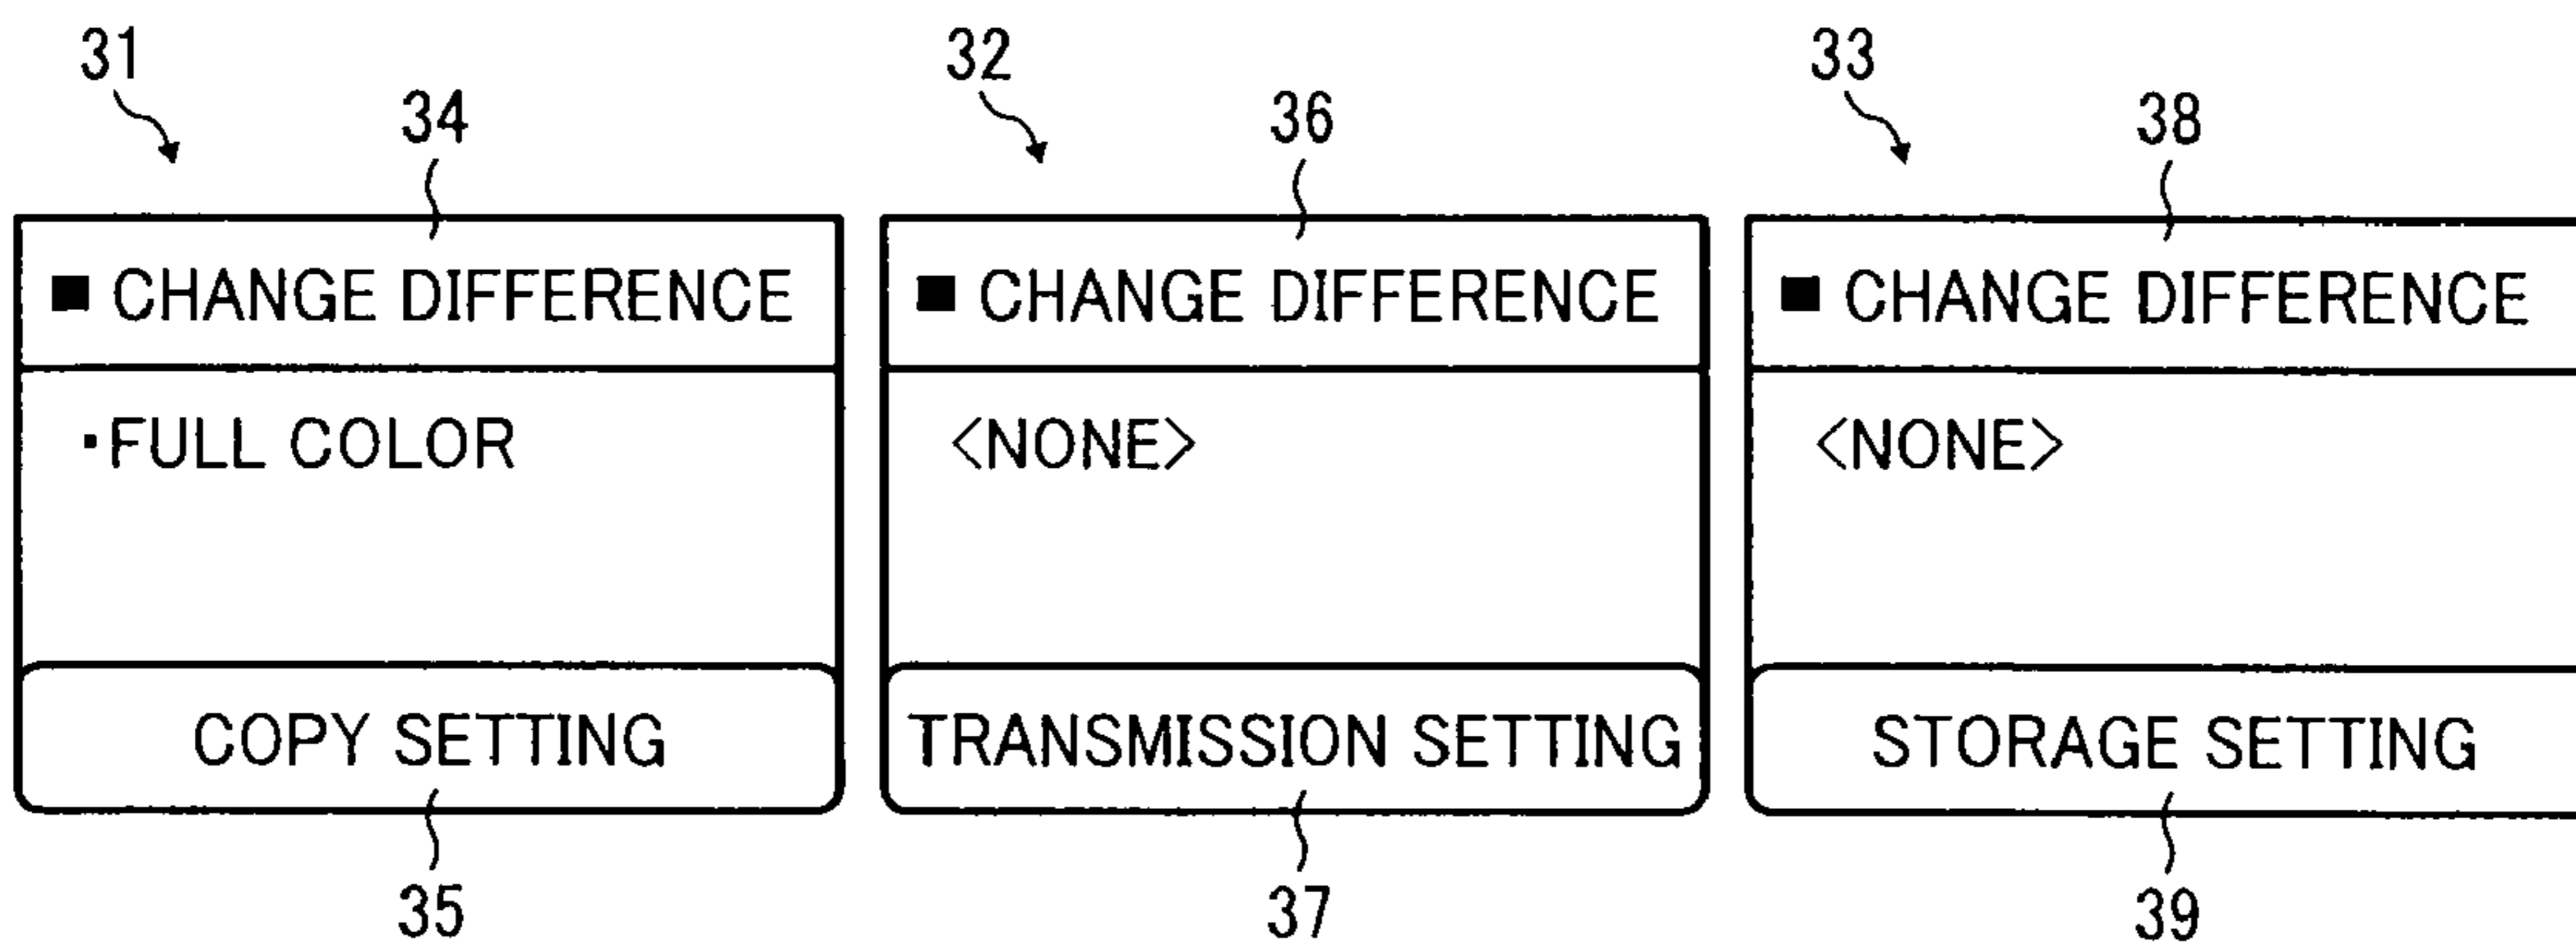 31
34
■ CHANGE DIFFERENCE
・FULL COLOR
COPY SETTING
35
32
36
■ CHANGE DIFFERENCE
<NONE>
TRANSMISSION SETTING
37
33
38
■ CHANGE DIFFERENCE
<NONE>
STORAGE SETTING
39